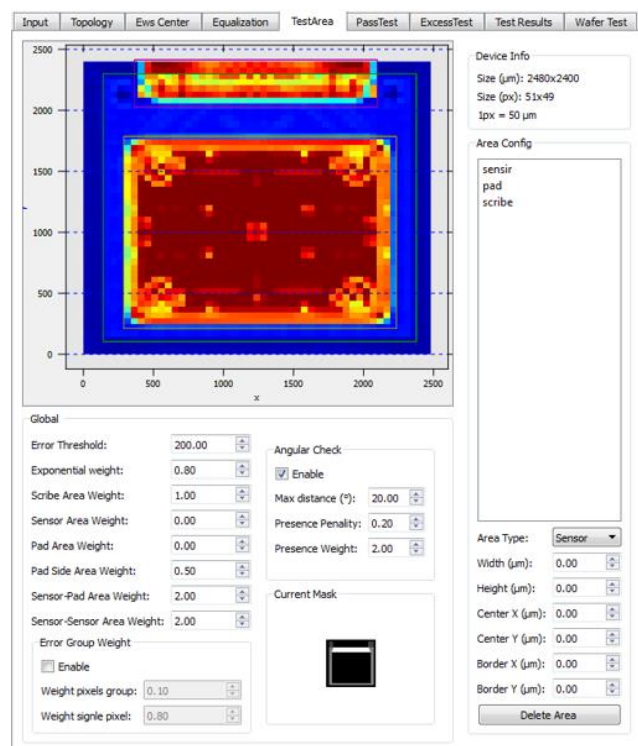 Input Topology Ews Center Equalization TestArea PassTest ExcessTest Test Results Wafer Test
2500
2000
1500
1000
500
0
0 500 1000 1500 2000 2500
x
Device Info
Size (µm): 2480x2400
Size (px): 51x49
1px = 50 µm
Area Config
sensir
pad
scribe
Global
Error Threshold: 200.00
Exponential weight: 0.80
Scribe Area Weight: 1.00
Sensor Area Weight: 0.00
Pad Area Weight: 0.00
Pad Side Area Weight: 0.50
Sensor-Pad Area Weight: 2.00
Sensor-Sensor Area Weight: 2.00
Error Group Weight
Enable
Weight pixels group: 0.10
Weight signle pixel: 0.80
Angular Check
Enable
Max distance (°): 20.00
Presence Penality: 0.20
Presence Weight: 2.00
Current Mask
Area Type: Sensor
Width (µm): 0.00
Height (µm): 0.00
Center X (µm): 0.00
Center Y (µm): 0.00
Border X (µm): 0.00
Border Y (µm): 0.00
Delete Area